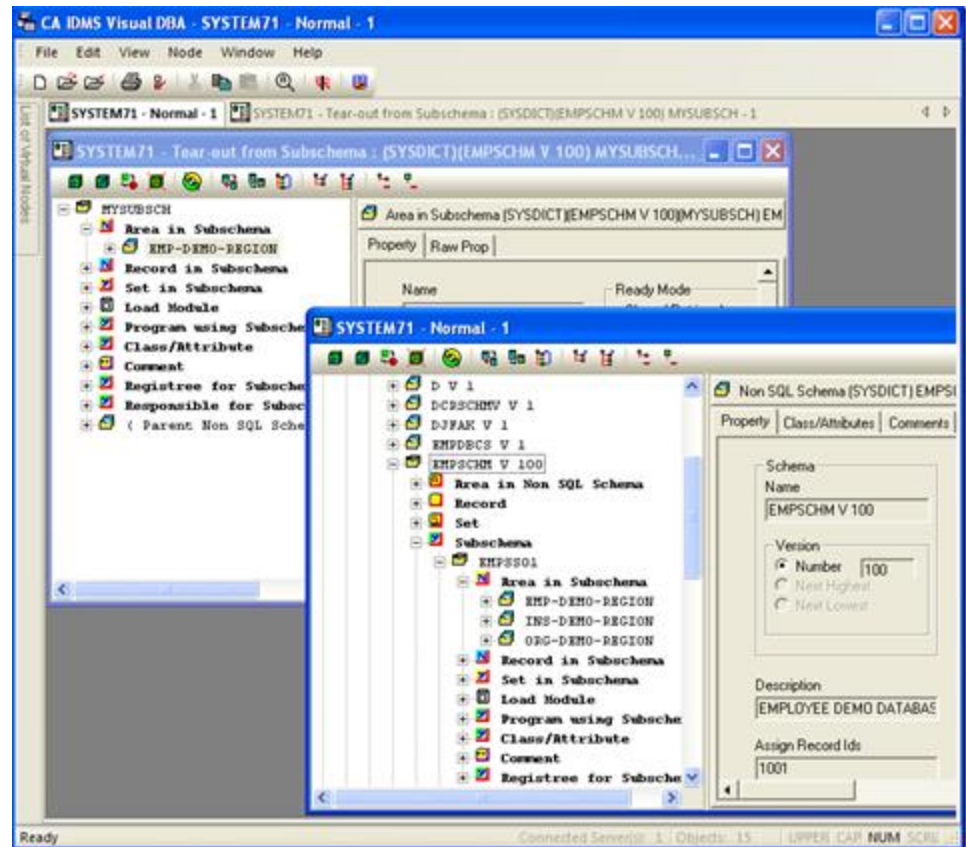 CA IDMS Visual DBA - SYSTEM71 - Normal - 1
File Edit View Node Window Help
List of Virtual Nodes
SYSTEM71 - Normal - 1 SYSTEM71 - Tear-out from Subschema : (SYSDICT)(EMPSCHM V 100) MYSUBSCH - 1
SYSTEM71 - Tear-out from Subschema : (SYSDICT)(EMPSCHM V 100) MYSUBSCH...
MYSUBSCH
Area in Subschema
EMP-DEMO-REGION
Record in Subschema
Set in Subschema
Load Module
Program using Subsche
Class/Attribute
Comment
Registree for Subsche
Responsible for Subsc
( Parent Non SQL Sche
Area in Subschema (SYSDICT)(EMPSCHM V 100)(MYSUBSCH) EM
Property Raw Prop
Name
Ready Mode
SYSTEM71 - Normal - 1
D V 1
DCRSCHMV V 1
DJFAK V 1
EMPDBCS V 1
EMPSCHM V 100
Area in Non SQL Schema
Record
Set
Subschema
EMPSS01
Area in Subschema
EMP-DEMO-REGION
INS-DEMO-REGION
ORG-DEMO-REGION
Record in Subschema
Set in Subschema
Load Module
Program using Subsche
Class/Attribute
Comment
Registree for Subsche
Non SQL Schema (SYSDICT) EMPS
Property Class/Attributes Comments
Schema
Name
EMPSCHM V 100
Version
Number 100
Next Highest
Next Lowest
Description
EMPLOYEE DEMO DATABAS
Assign Record Ids
1001
Ready
Connected Server(s): 1 Objects: 15 UPPER CAP NUM SCRL